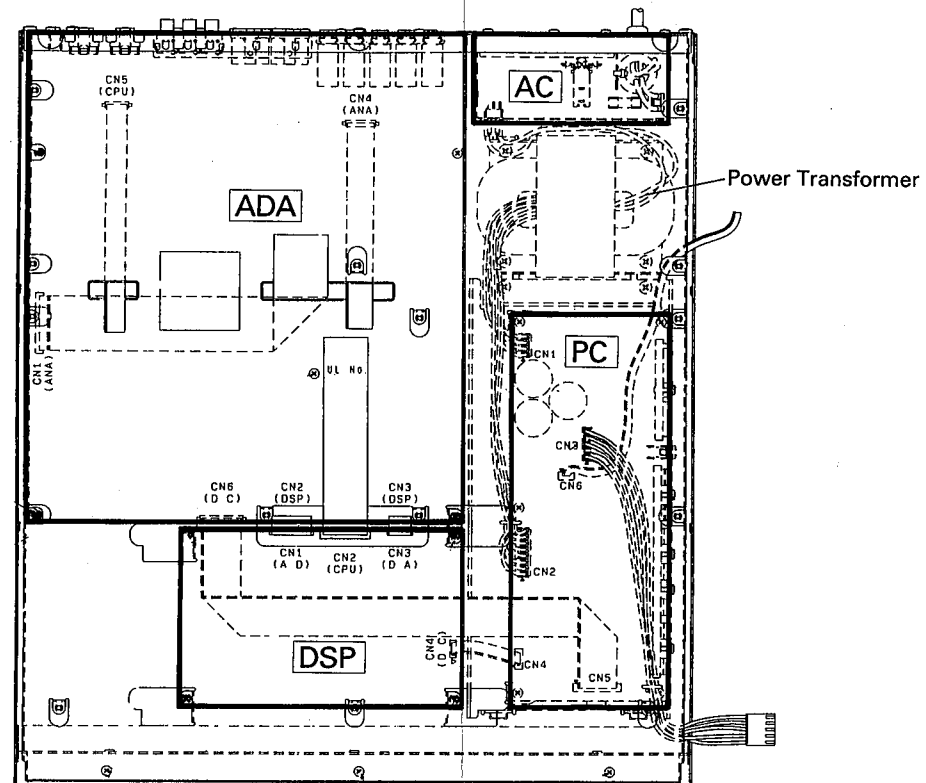 CN5
(CPU)
CN4
(ANA)
AC
Power Transformer
ADA
CN1
(ANA)
PC
CN1
UL No.
CN3
CN6
CN6
(D C)
CN2
(DSP)
CN3
(DSP)
CN1
(A D)
CN2
(CPU)
CN3
(D A)
CN2
DSP
CN4
(D C)
CN4
CN5